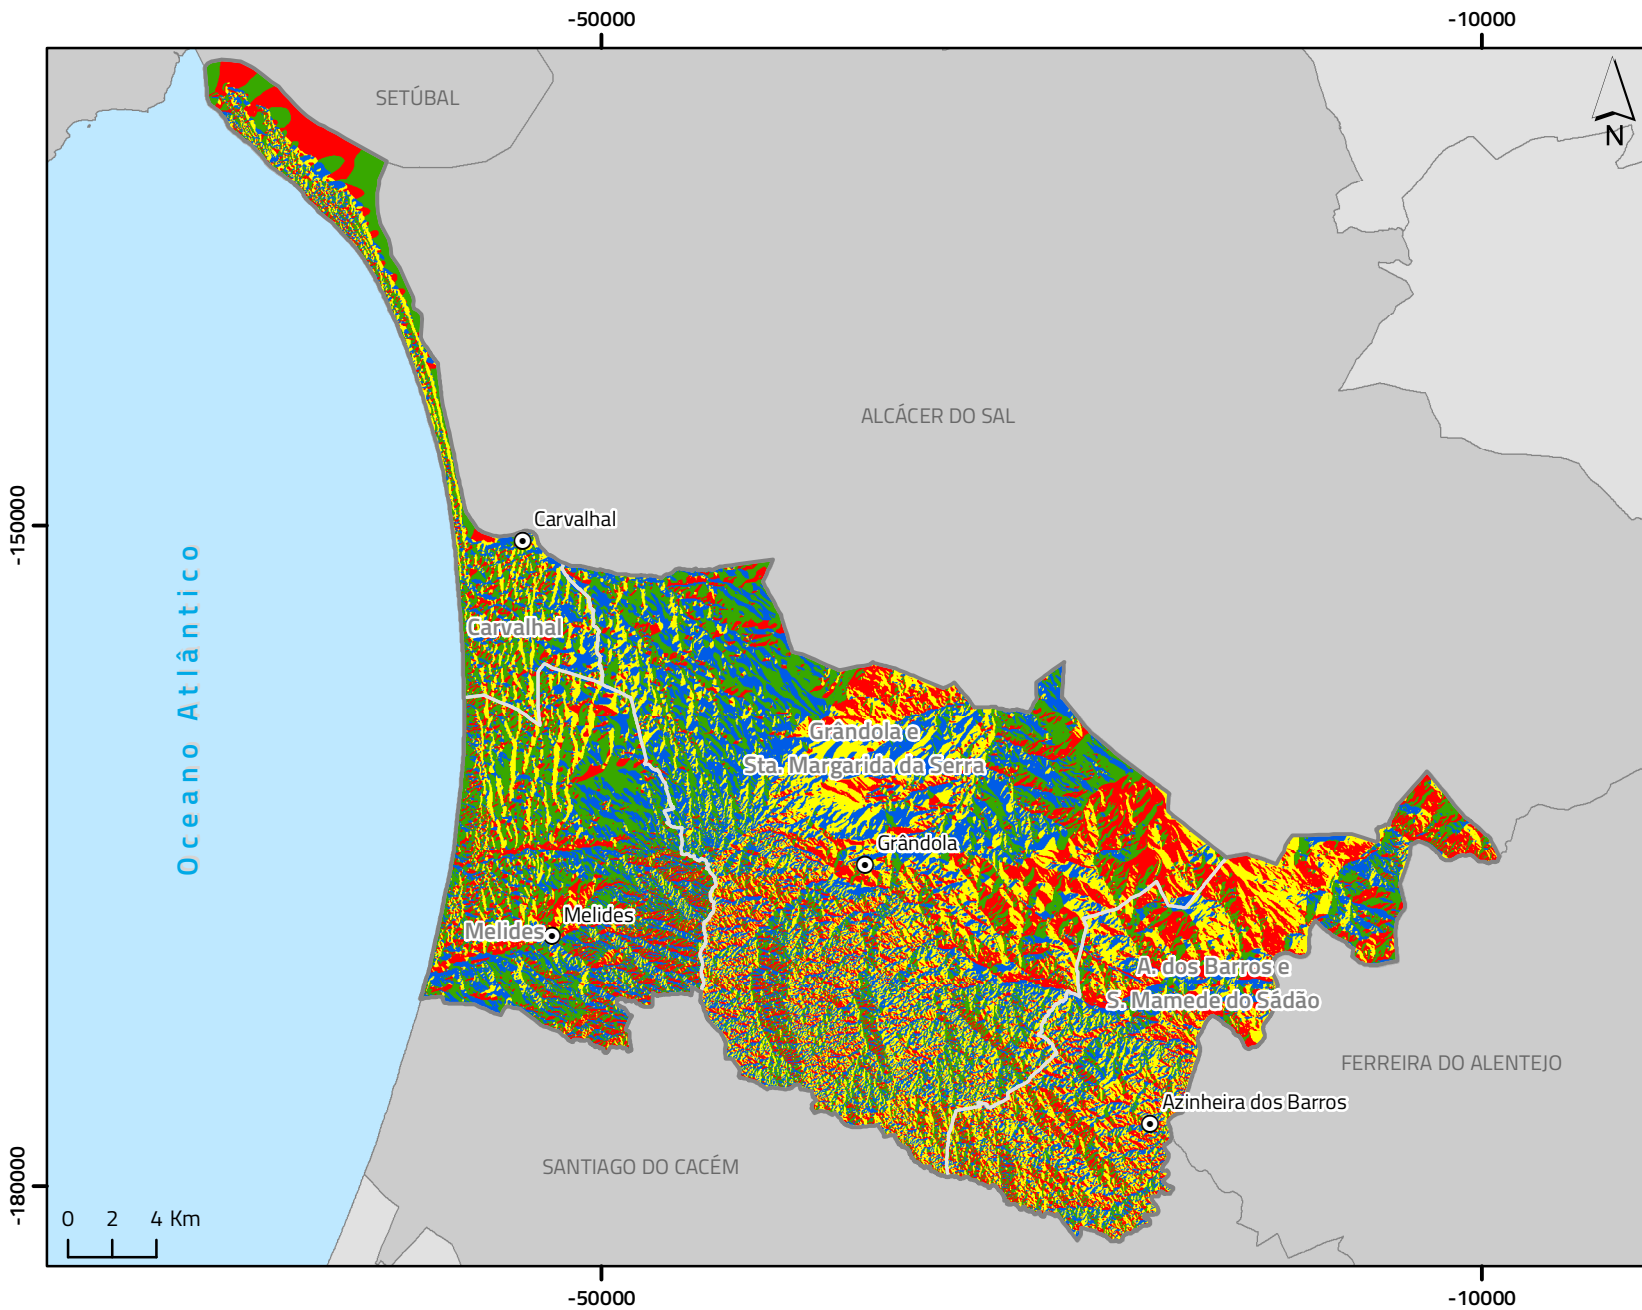 -50000
-10000
SETÚBAL
N
ALCÁCER DO SAL
-150000
Carvalhal
Oceano Atlântico
Carvalhal
Grândola e
Sta. Margarida da Serra
Grândola
Melides
Melides
A. dos Barros e
S. Mamede do Sádão
FERREIRA DO ALENTEJO
Azinheira dos Barros
SANTIAGO DO CACÉM
-180000
0 2 4 Km
-50000
-10000